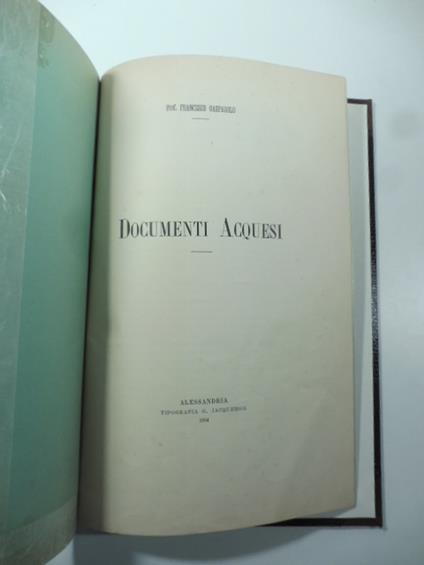 Prof. FRANCESCO GASPAROLO
DOCUMENTI ACQUESI
ALESSANDRIA
TIPOGRAFIA G. JACQUEMOD
1904